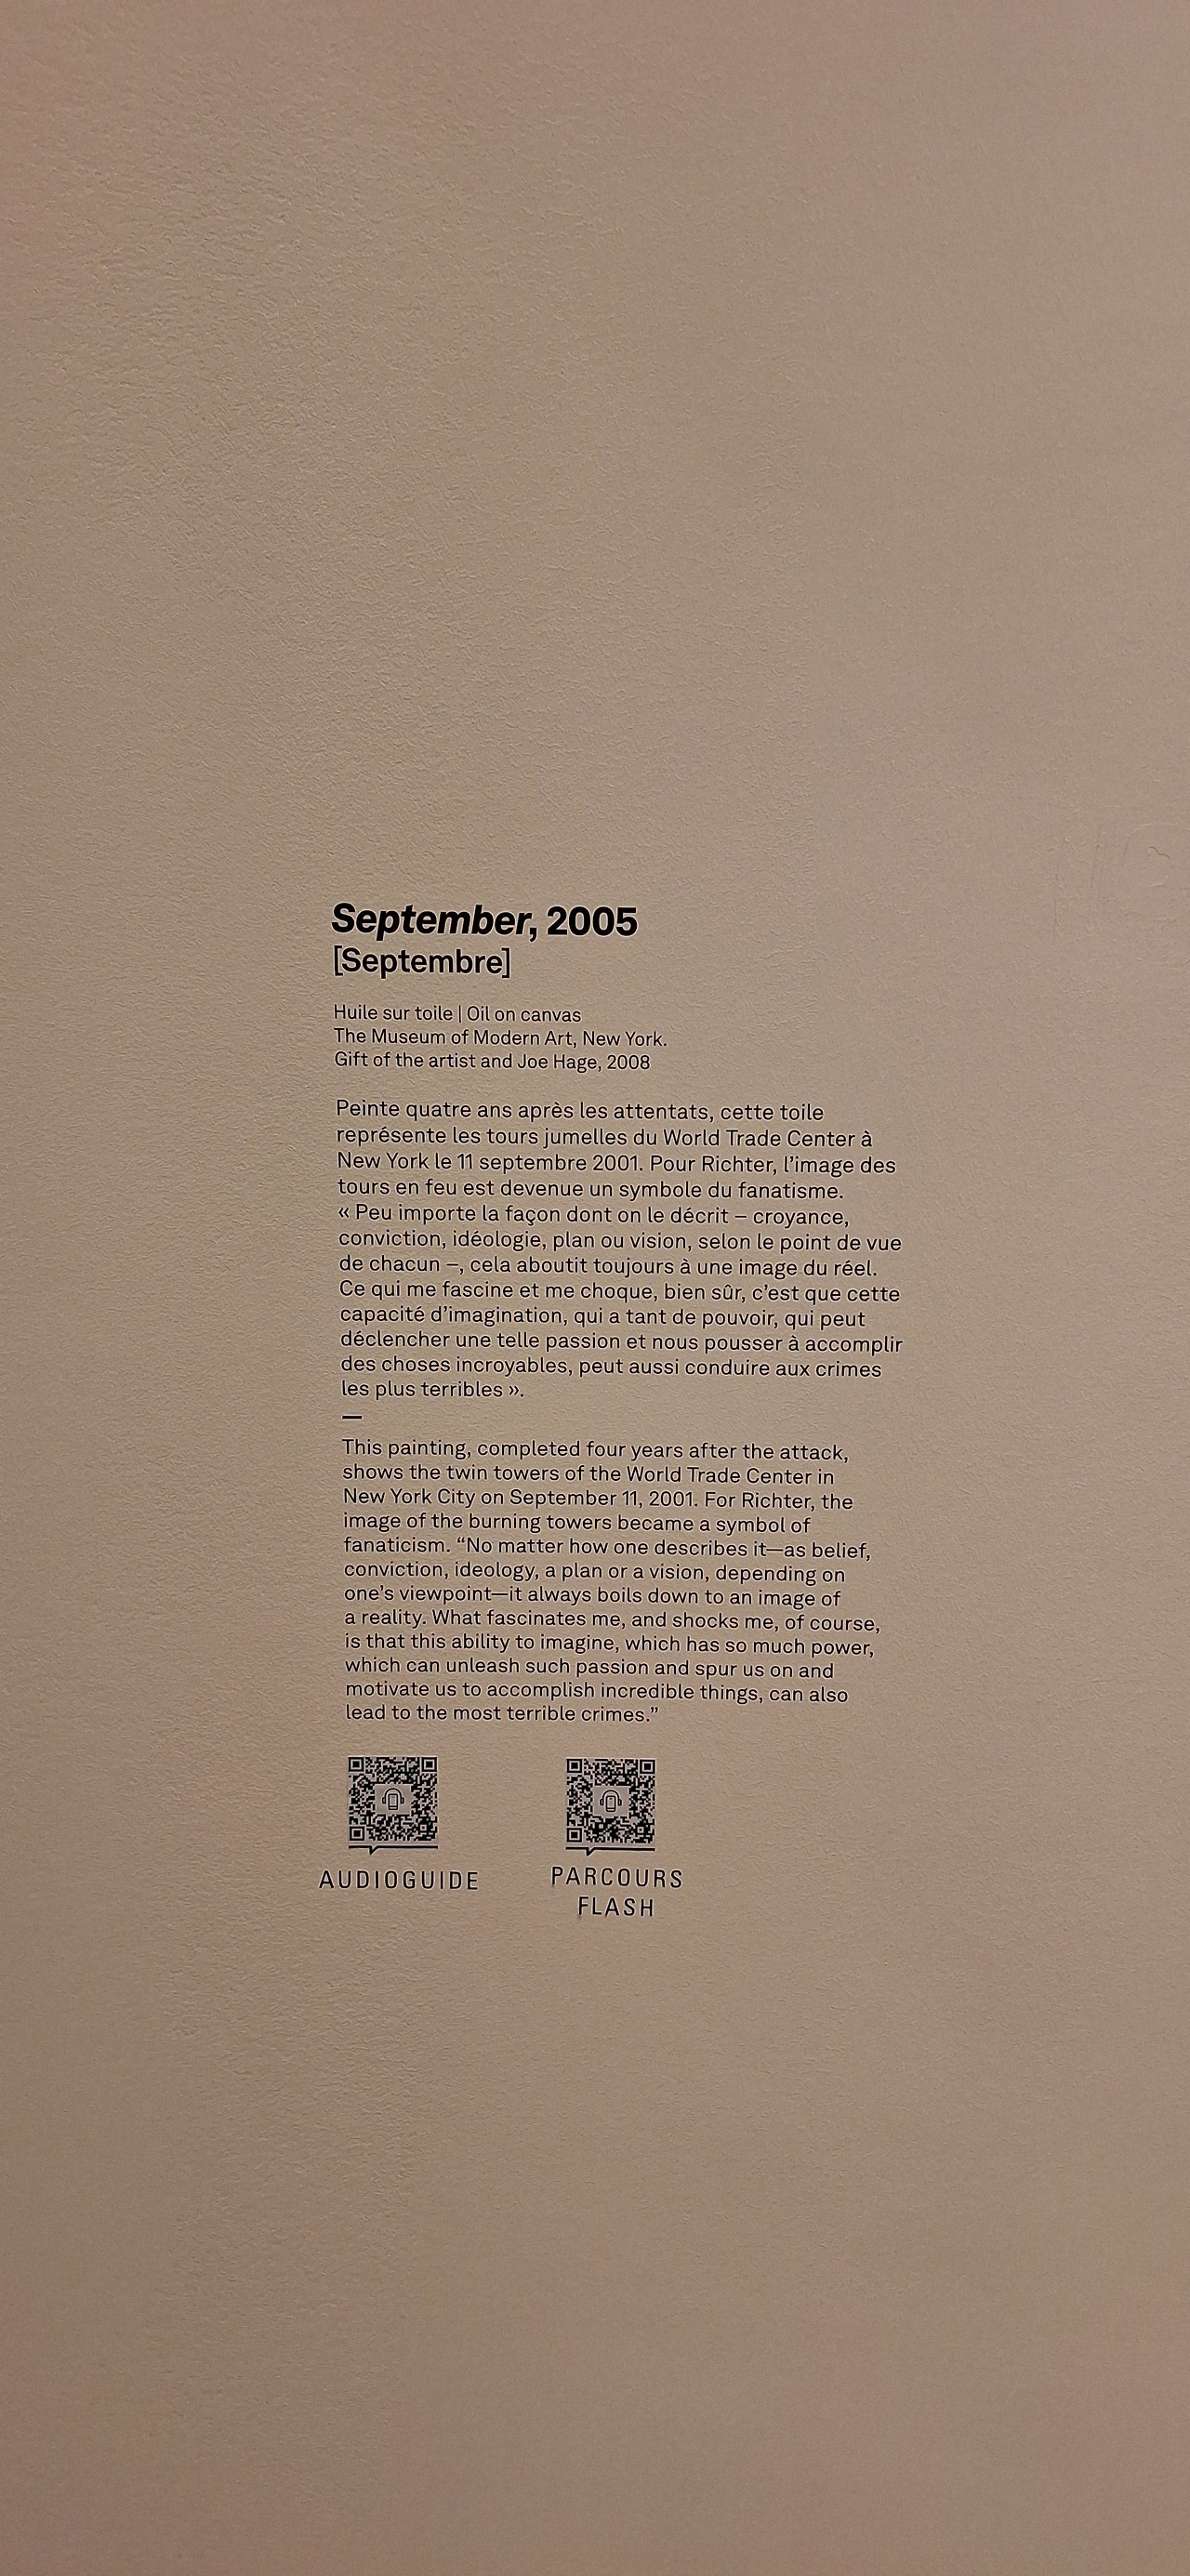 September, 2005
[Septembre]
Huile sur toile | Oil on canvas
The Museum of Modern Art, New York.
Gift of the artist and Joe Hage, 2008
Peinte quatre ans après les attentats, cette toile
représente les tours jumelles du World Trade Center à
New York le 11 septembre 2001. Pour Richter, l’image des
tours en feu est devenue un symbole du fanatisme.
« Peu importe la façon dont on le décrit – croyance,
conviction, idéologie, plan ou vision, selon le point de vue
de chacun –, cela aboutit toujours à une image du réel.
Ce qui me fascine et me choque, bien sûr, c’est que cette
capacité d’imagination, qui a tant de pouvoir, qui peut
déclencher une telle passion et nous pousser à accomplir
des choses incroyables, peut aussi conduire aux crimes
les plus terribles ».
—
This painting, completed four years after the attack,
shows the twin towers of the World Trade Center in
New York City on September 11, 2001. For Richter, the
image of the burning towers became a symbol of
fanaticism. “No matter how one describes it—as belief,
conviction, ideology, a plan or a vision, depending on
one’s viewpoint—it always boils down to an image of
a reality. What fascinates me, and shocks me, of course,
is that this ability to imagine, which has so much power,
which can unleash such passion and spur us on and
motivate us to accomplish incredible things, can also
lead to the most terrible crimes.”
AUDIOGUIDE
PARCOURS
FLASH